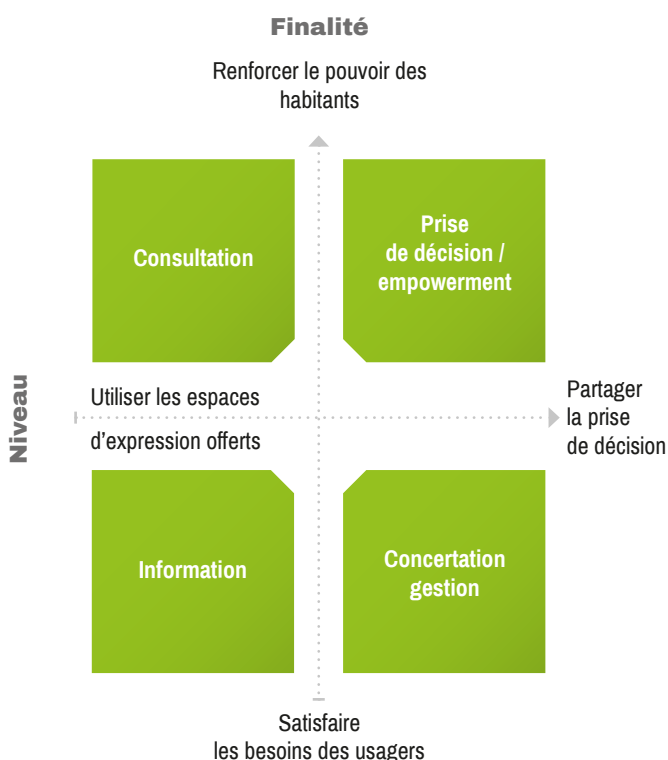 Finalité
Renforcer le pouvoir des
habitants
Consultation
Prise
de décision /
empowerment
Niveau
Utiliser les espaces
d’expression offerts
Partager
la prise
de décision
Information
Concertation
gestion
Satisfaire
les besoins des usagers